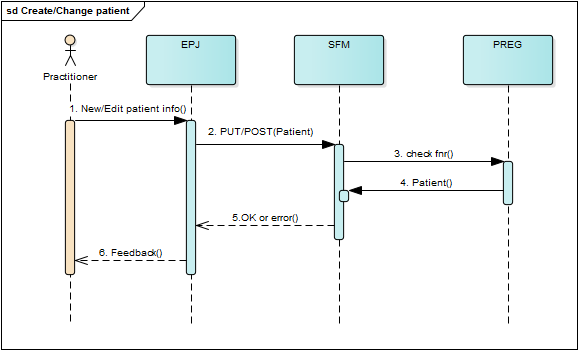 sd Create/Change patient
EPJ
SFM
PREG
Practitioner
1. New/Edit patient info()
2. PUT/POST(Patient)
3. check fnr()
4. Patient()
5.OK or error()
6. Feedback()